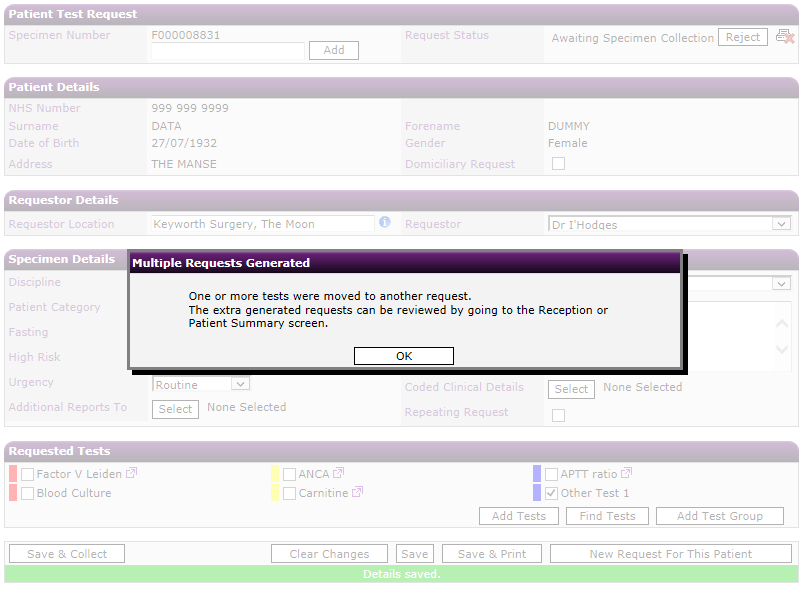 Patient Test Request
Specimen Number F000008831 Request Status Awaiting Specimen Collection Reject
Add
Patient Details
NHS Number 999 999 9999
Surname DATA Forename DUMMY
Date of Birth 27/07/1932 Gender Female
Address THE MANSE Domiciliary Request
Requestor Details
Requestor Location Keyworth Surgery, The Moon Requestor Dr I'Hodges
Specimen Details
Discipline
Patient Category
Fasting
High Risk
Multiple Requests Generated
One or more tests were moved to another request.
The extra generated requests can be reviewed by going to the Reception or
Patient Summary screen.
OK
Urgency Routine Coded Clinical Details Select None Selected
Additional Reports To Select None Selected Repeating Request
Requested Tests
Factor V Leiden ANCA APTT ratio
Blood Culture Carnitine Other Test 1
Add Tests Find Tests Add Test Group
Save & Collect Clear Changes Save Save & Print New Request For This Patient
Details saved.